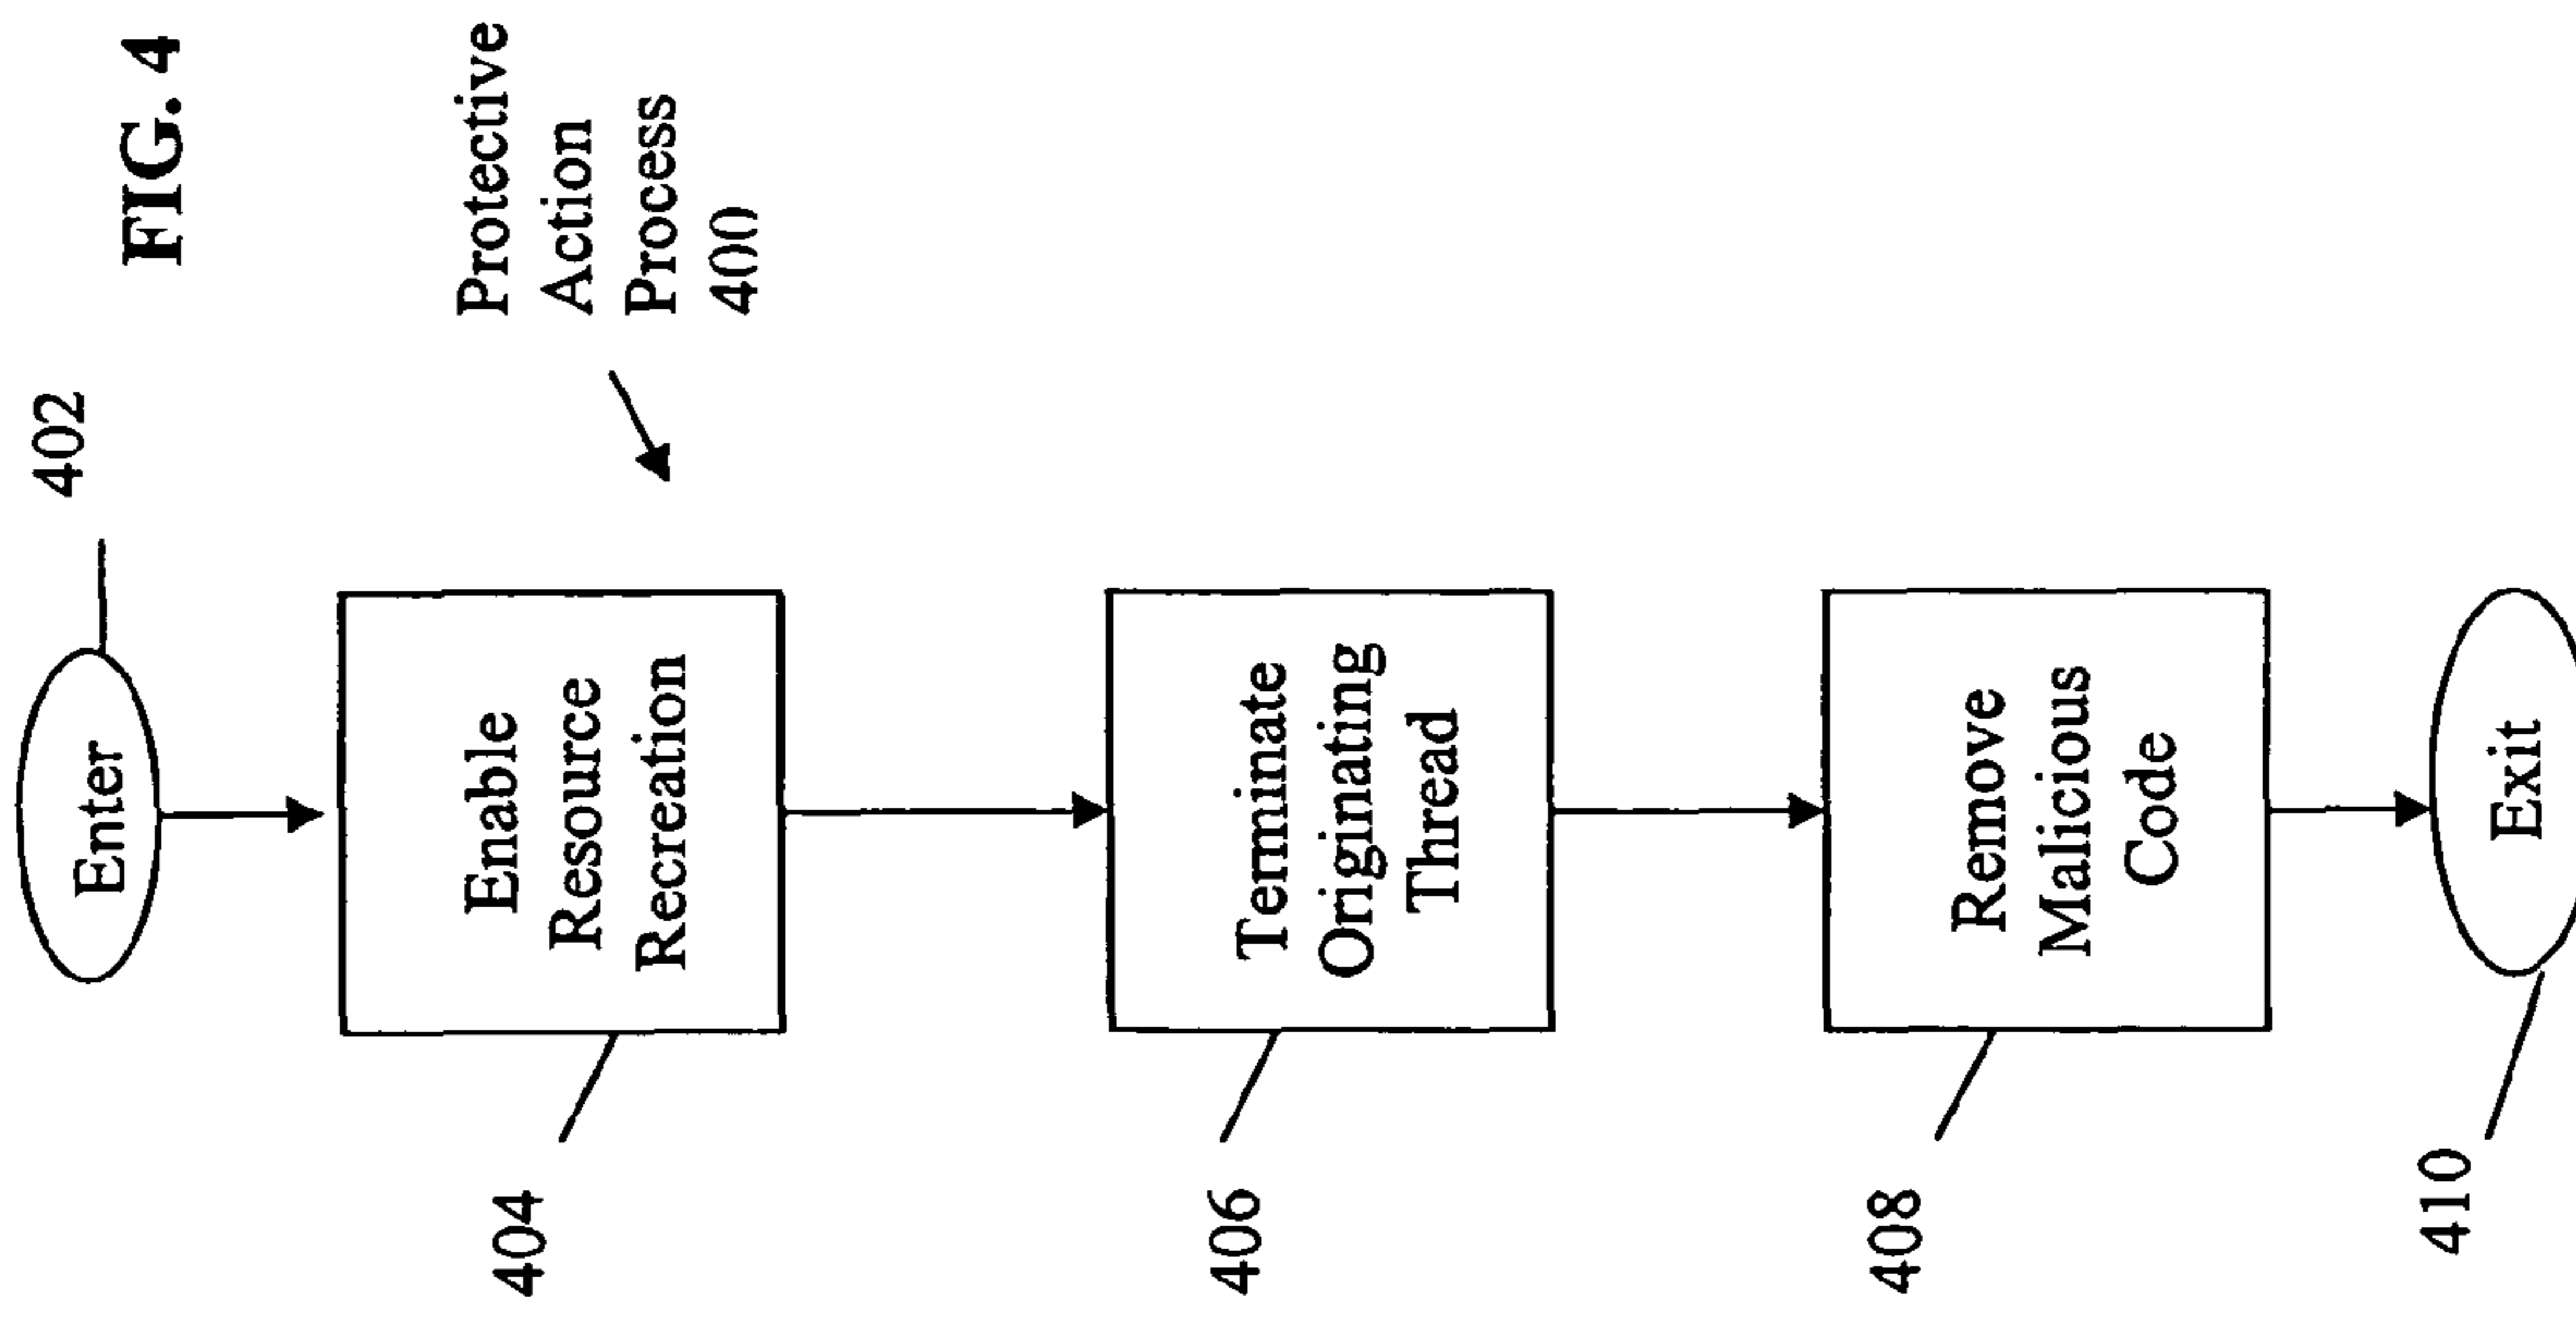 FIG. 4
Protective
Action
Process
400
402
Enter
404
Enable
Resource
Recreation
406
Terminate
Originating
Thread
408
Remove
Malicious
Code
410
Exit